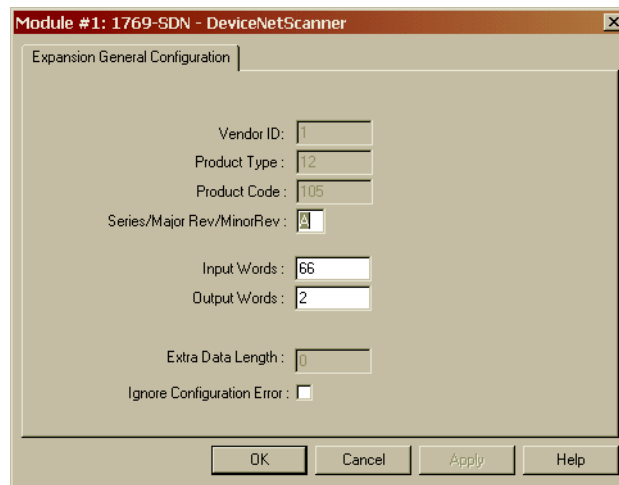 Module #1: 1769-SDN - DeviceNetScanner
Expansion General Configuration
Vendor ID: 1
Product Type : 12
Product Code : 105
Series/Major Rev/MinorRev : A
Input Words : 66
Output Words : 2
Extra Data Length : 0
Ignore Configuration Error :
OK Cancel Apply Help